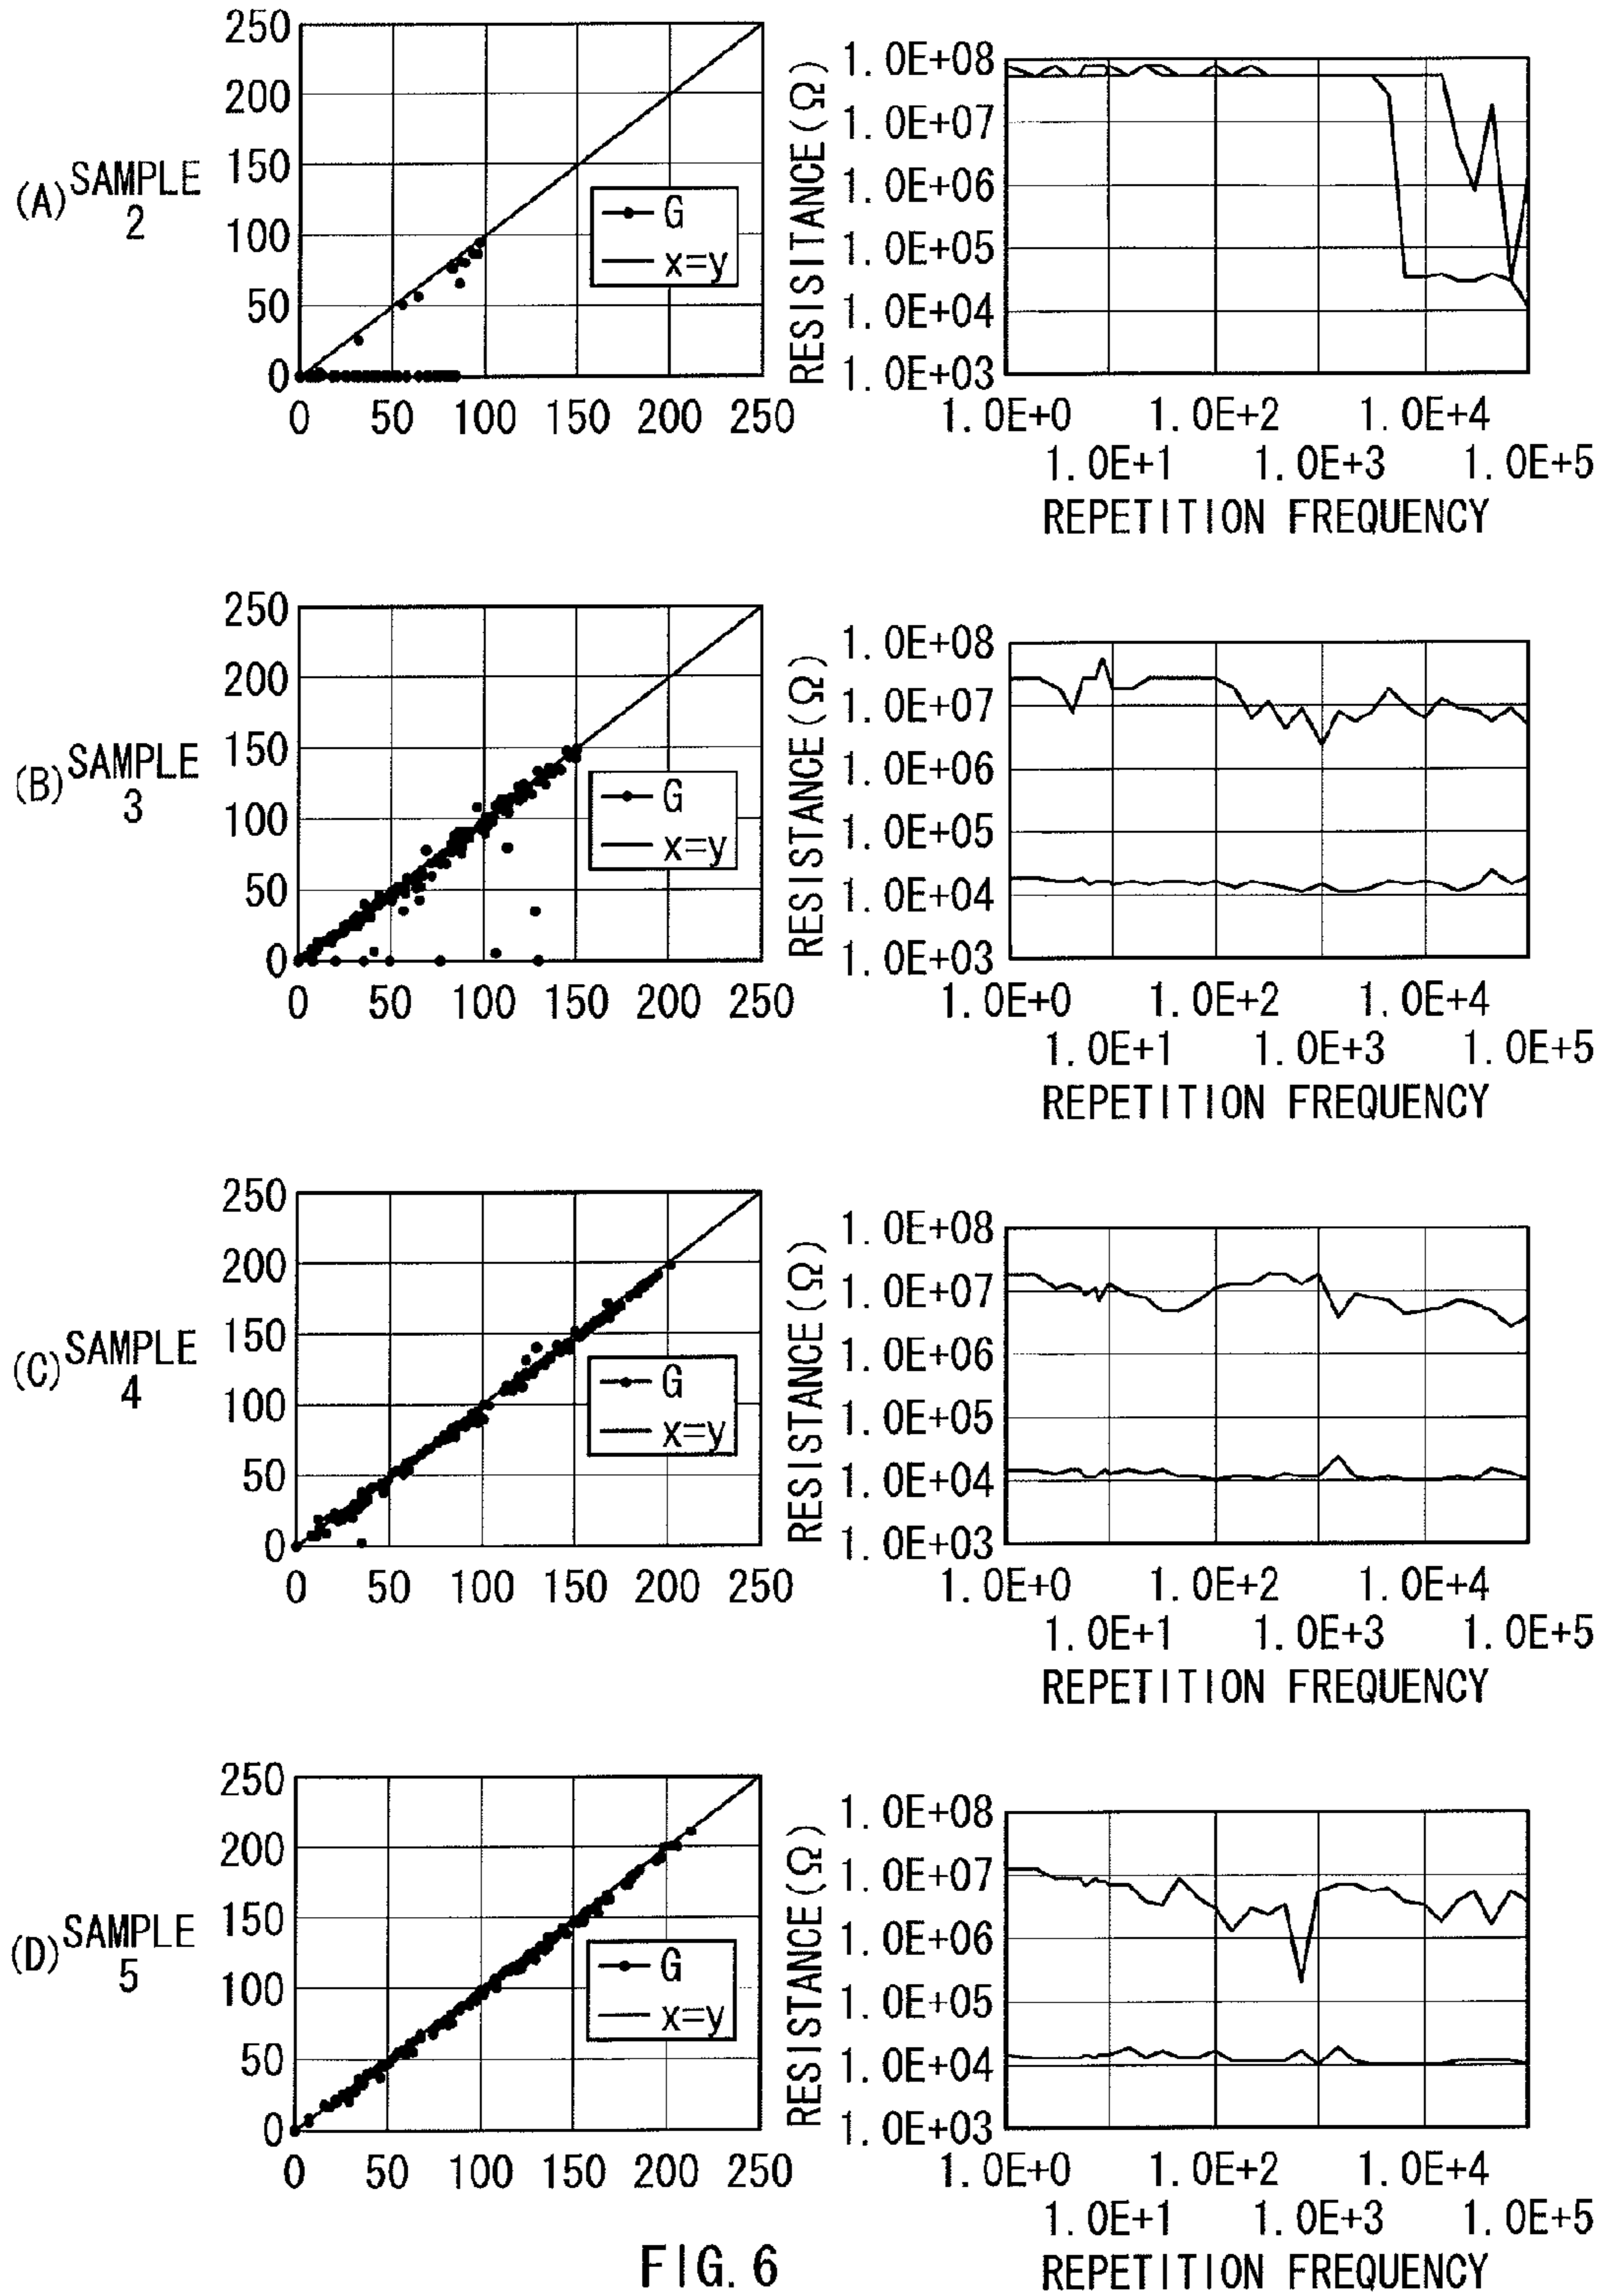 (A) SAMPLE 2
250
200
150
100
50
0
0 50 100 150 200 250
G
x=y
RESISITANCE(Ω)
1.0E+08
1.0E+07
1.0E+06
1.0E+05
1.0E+04
1.0E+03
1.0E+0 1.0E+2 1.0E+4
1.0E+1 1.0E+3 1.0E+5
REPETITION FREQUENCY
(B) SAMPLE 3
250
200
150
100
50
0
0 50 100 150 200 250
G
x=y
RESISTANCE(Ω)
1.0E+08
1.0E+07
1.0E+06
1.0E+05
1.0E+04
1.0E+03
1.0E+0 1.0E+2 1.0E+4
1.0E+1 1.0E+3 1.0E+5
REPETITION FREQUENCY
(C) SAMPLE 4
250
200
150
100
50
0
0 50 100 150 200 250
G
x=y
RESISTANCE(Ω)
1.0E+08
1.0E+07
1.0E+06
1.0E+05
1.0E+04
1.0E+03
1.0E+0 1.0E+2 1.0E+4
1.0E+1 1.0E+3 1.0E+5
REPETITION FREQUENCY
(D) SAMPLE 5
250
200
150
100
50
0
0 50 100 150 200 250
G
x=y
RESISTANCE(Ω)
1.0E+08
1.0E+07
1.0E+06
1.0E+05
1.0E+04
1.0E+03
1.0E+0 1.0E+2 1.0E+4
1.0E+1 1.0E+3 1.0E+5
REPETITION FREQUENCY
FIG. 6